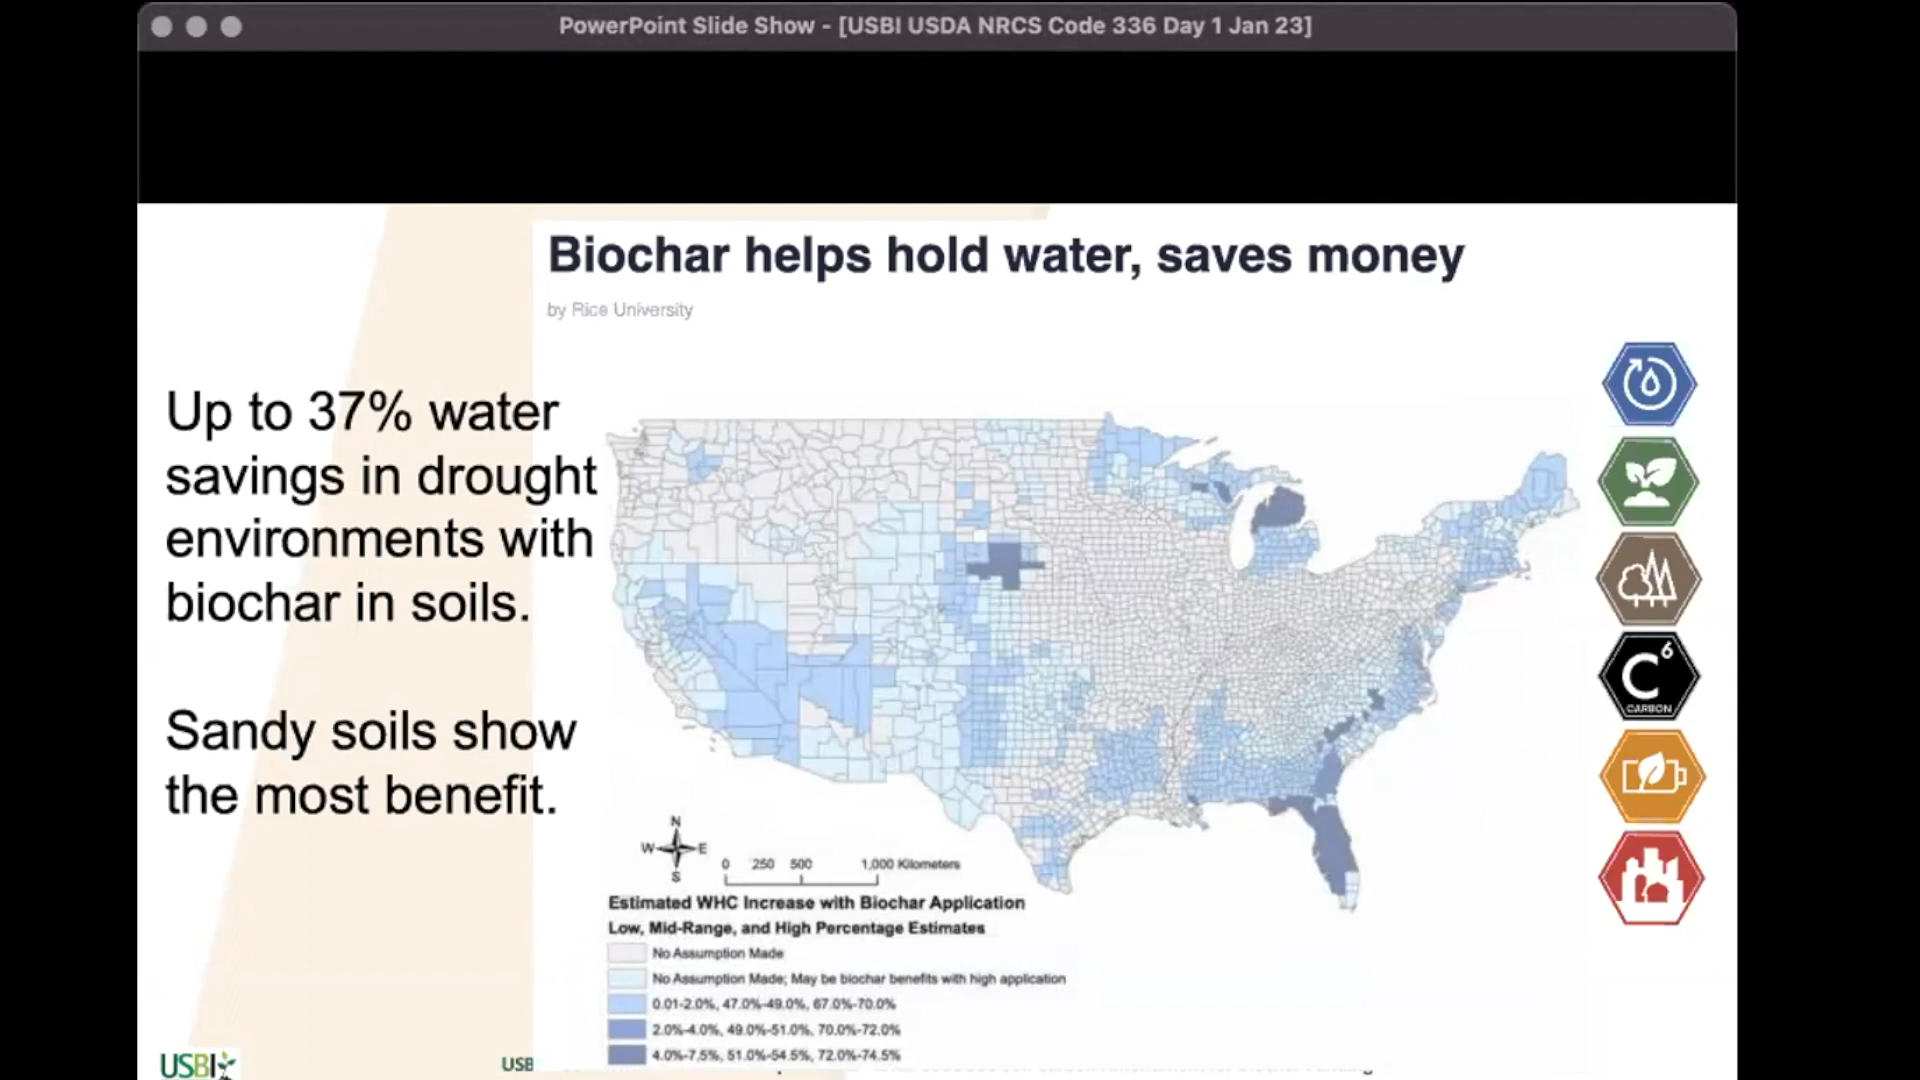 PowerPoint Slide Show - [USBI USDA NRCS Code 336 Day 1 Jan 23]
Biochar helps hold water, saves money
by Rice University
Up to 37% water
savings in drought
environments with
biochar in soils.
Sandy soils show
the most benefit.
C 6
CARBON
N
W E
S
0 250 500 1,000 Kilometers
Estimated WHC Increase with Biochar Application
Low, Mid-Range, and High Percentage Estimates
No Assumption Made
No Assumption Made; May be biochar benefits with high application
0.01-2.0%, 47.0%-49.0%, 67.0%-70.0%
2.0%-4.0%, 49.0%-51.0%, 70.0%-72.0%
4.0%-7.5%, 51.0%-54.5%, 72.0%-74.5%
USBI
USB